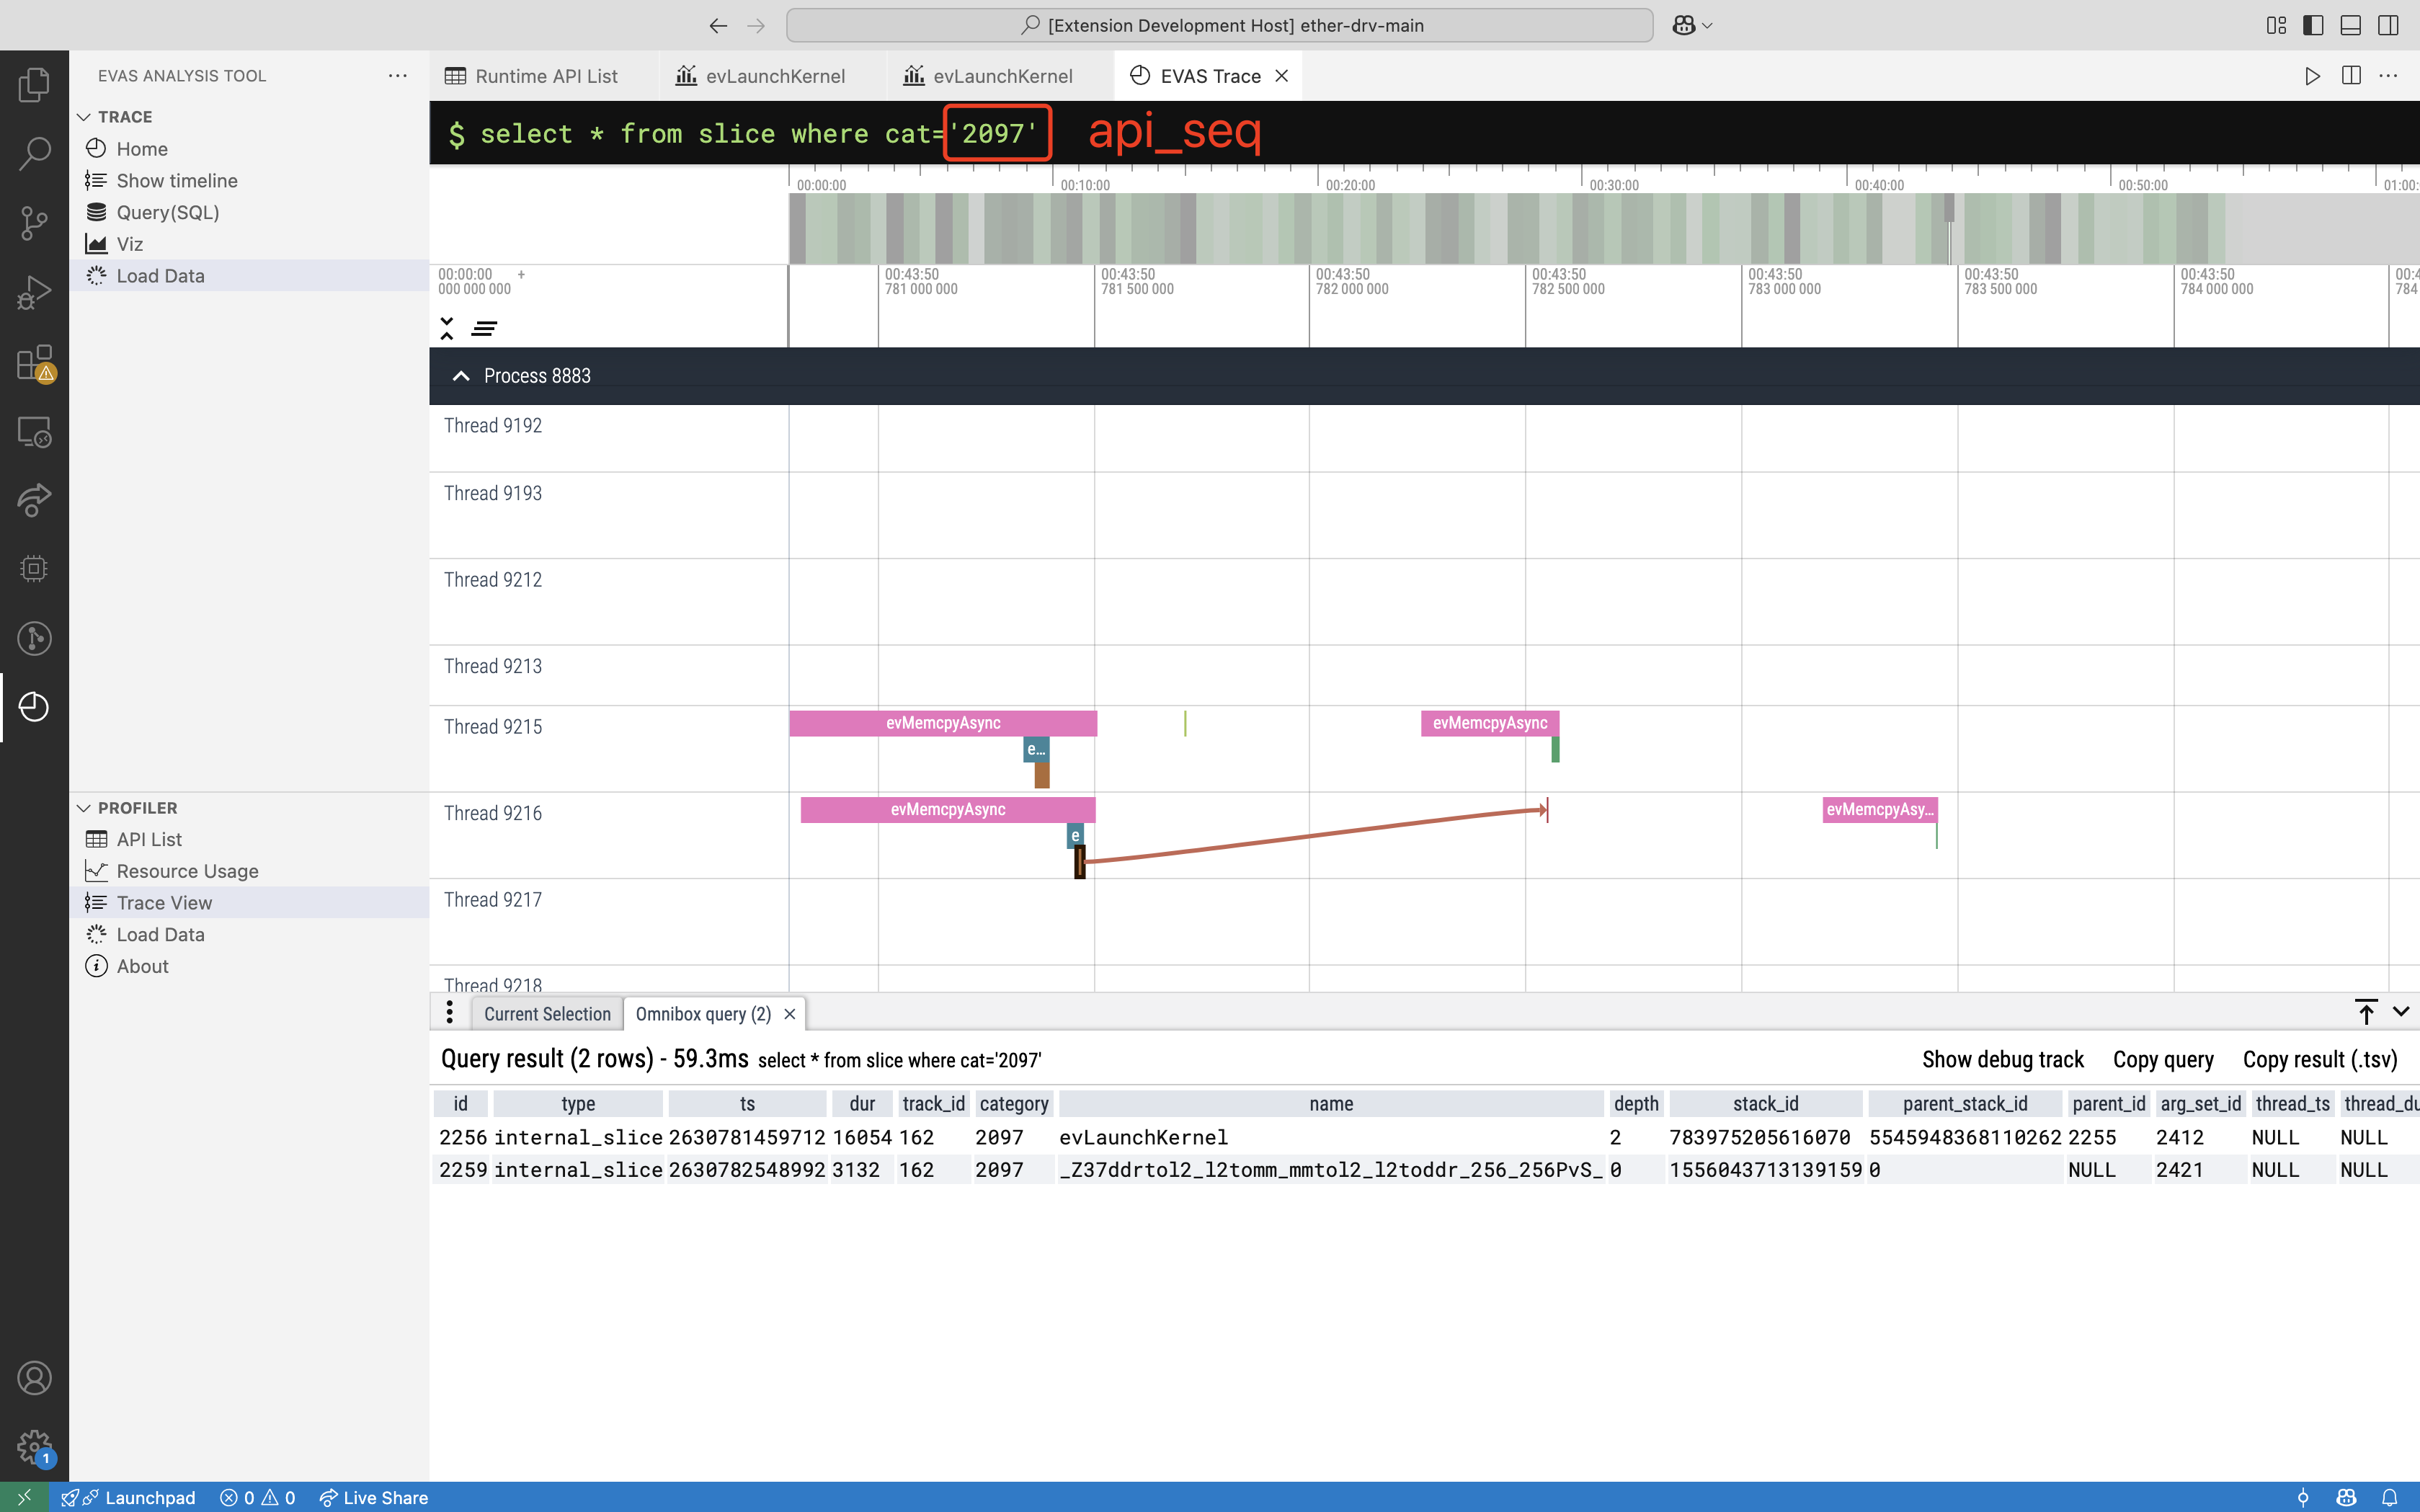 [Extension Development Host] ether-drv-main
EVAS ANALYSIS TOOL
TRACE
Home
Show timeline
Query(SQL)
Viz
Load Data
PROFILER
API List
Resource Usage
Trace View
Load Data
About
Runtime API List
evLaunchKernel
evLaunchKernel
EVAS Trace
$ select * from slice where cat='2097' api_seq
00:00:00 00:10:00 00:20:00 00:30:00 00:40:00 00:50:00 01:00:
00:00:00 + 00:43:50 00:43:50 00:43:50 00:43:50 00:43:50 00:43:50 00:43:50 00:4
000 000 000 781 000 000 781 500 000 782 000 000 782 500 000 783 000 000 783 500 000 784 000 000 784
Process 8883
Thread 9192
Thread 9193
Thread 9212
Thread 9213
Thread 9215 evMemcpyAsync evMemcpyAsync
e...
Thread 9216 evMemcpyAsync evMemcpyAsy...
e
Thread 9217
Thread 9218
Current Selection Omnibox query (2)
Query result (2 rows) - 59.3ms select * from slice where cat='2097' Show debug track Copy query Copy result (.tsv)
id type ts dur track_id category name depth stack_id parent_stack_id parent_id arg_set_id thread_ts thread_du
2256 internal_slice 2630781459712 16054 162 2097 evLaunchKernel 2 783975205616070 5545948368110262 2255 2412 NULL NULL
2259 internal_slice 2630782548992 3132 162 2097 _Z37ddrtol2_l2tomm_mmtol2_l2toddr_256_256PvS_ 0 1556043713139159 0 NULL 2421 NULL NULL
1
Launchpad 0 0 Live Share